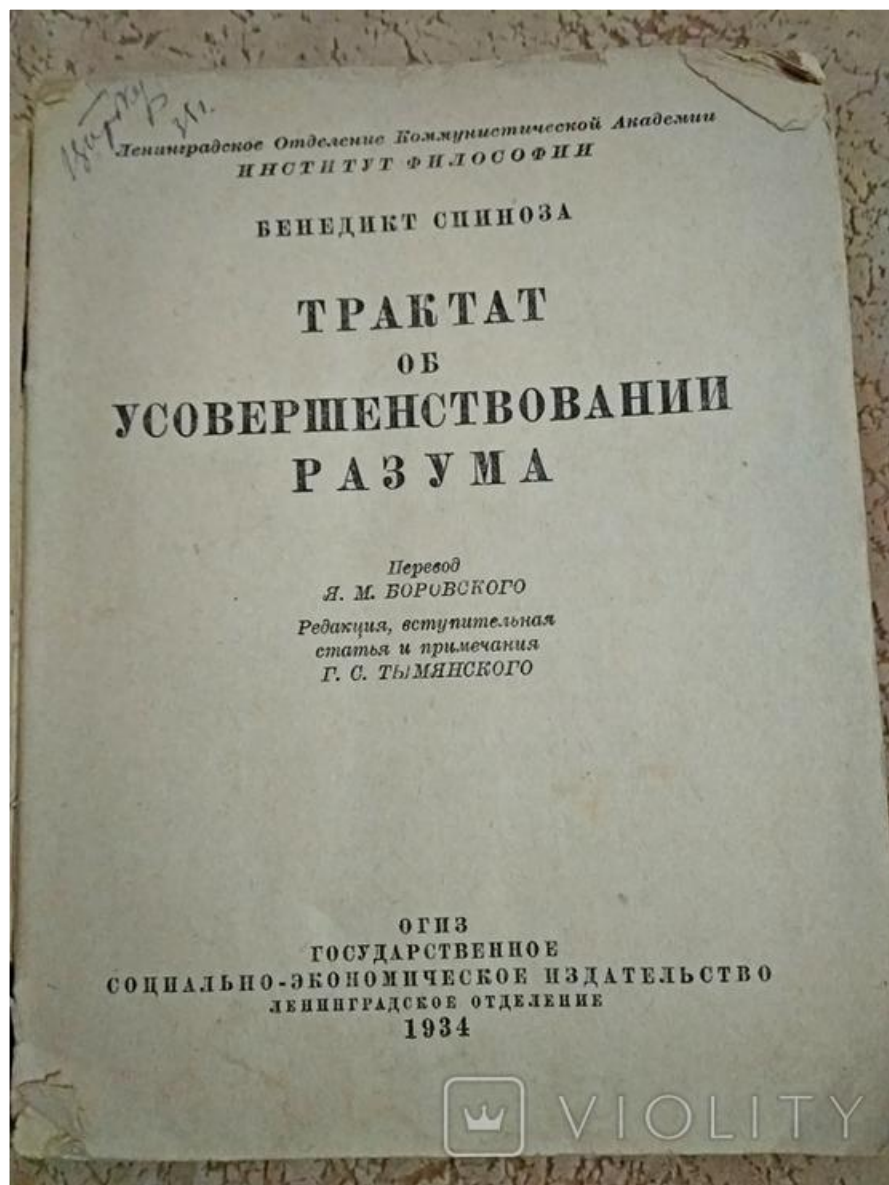 31.
Ленинградское Отделение Коммунистической Академии
ИНСТИТУТ ФИЛОСОФИИ
БЕНЕДИКТ СПИНОЗА
ТРАКТАТ
ОБ
УСОВЕРШЕНСТВОВАНИИ
РАЗУМА
Перевод
Я. М. БОРОВСКОГО
Редакция, вступительная
статья и примечания
Г. С. ТЫМЯНСКОГО
ОГИЗ
ГОСУДАРСТВЕННОЕ
СОЦИАЛЬНО-ЭКОНОМИЧЕСКОЕ ИЗДАТЕЛЬСТВО
ЛЕНИНГРАДСКОЕ ОТДЕЛЕНИЕ
1934
VIOLITY